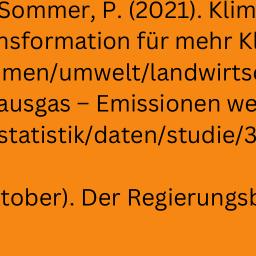 Sommer, P. (2021). Klim
nsformation für mehr Kl
men/umwelt/landwirtsc
ausgas – Emissionen we
statistik/daten/studie/3
tober). Der Regierungsb